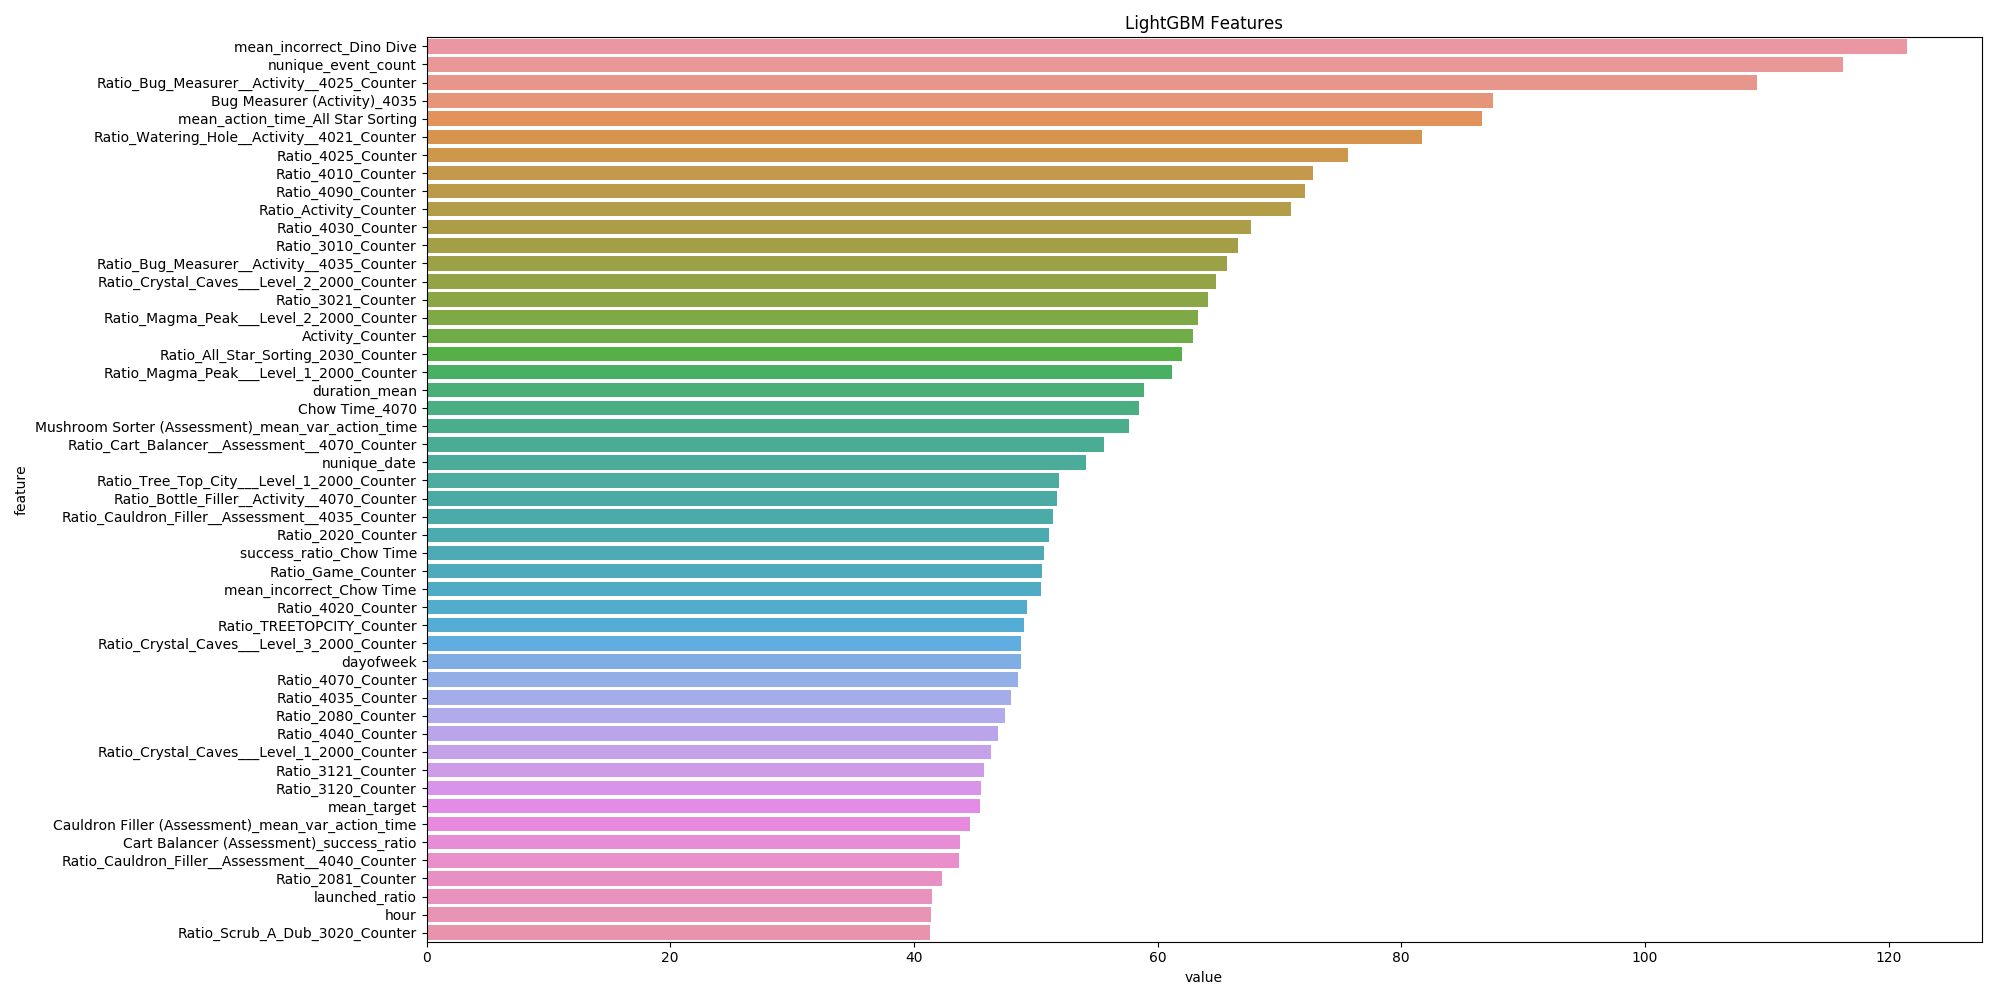 LightGBM Features
mean_incorrect_Dino Dive
nunique_event_count
Ratio_Bug_Measurer__Activity__4025_Counter
Bug Measurer (Activity)_4035
mean_action_time_All Star Sorting
Ratio_Watering_Hole__Activity__4021_Counter
Ratio_4025_Counter
Ratio_4010_Counter
Ratio_4090_Counter
Ratio_Activity_Counter
Ratio_4030_Counter
Ratio_3010_Counter
Ratio_Bug_Measurer__Activity__4035_Counter
Ratio_Crystal_Caves___Level_2_2000_Counter
Ratio_3021_Counter
Ratio_Magma_Peak___Level_2_2000_Counter
Activity_Counter
Ratio_All_Star_Sorting_2030_Counter
Ratio_Magma_Peak___Level_1_2000_Counter
duration_mean
Chow Time_4070
Mushroom Sorter (Assessment)_mean_var_action_time
Ratio_Cart_Balancer__Assessment__4070_Counter
nunique_date
Ratio_Tree_Top_City___Level_1_2000_Counter
Ratio_Bottle_Filler__Activity__4070_Counter
Ratio_Cauldron_Filler__Assessment__4035_Counter
Ratio_2020_Counter
success_ratio_Chow Time
Ratio_Game_Counter
mean_incorrect_Chow Time
Ratio_4020_Counter
Ratio_TREETOPCITY_Counter
Ratio_Crystal_Caves___Level_3_2000_Counter
dayofweek
Ratio_4070_Counter
Ratio_4035_Counter
Ratio_2080_Counter
Ratio_4040_Counter
Ratio_Crystal_Caves___Level_1_2000_Counter
Ratio_3121_Counter
Ratio_3120_Counter
mean_target
Cauldron Filler (Assessment)_mean_var_action_time
Cart Balancer (Assessment)_success_ratio
Ratio_Cauldron_Filler__Assessment__4040_Counter
Ratio_2081_Counter
launched_ratio
hour
Ratio_Scrub_A_Dub_3020_Counter
feature
0 20 40 60 80 100 120
value